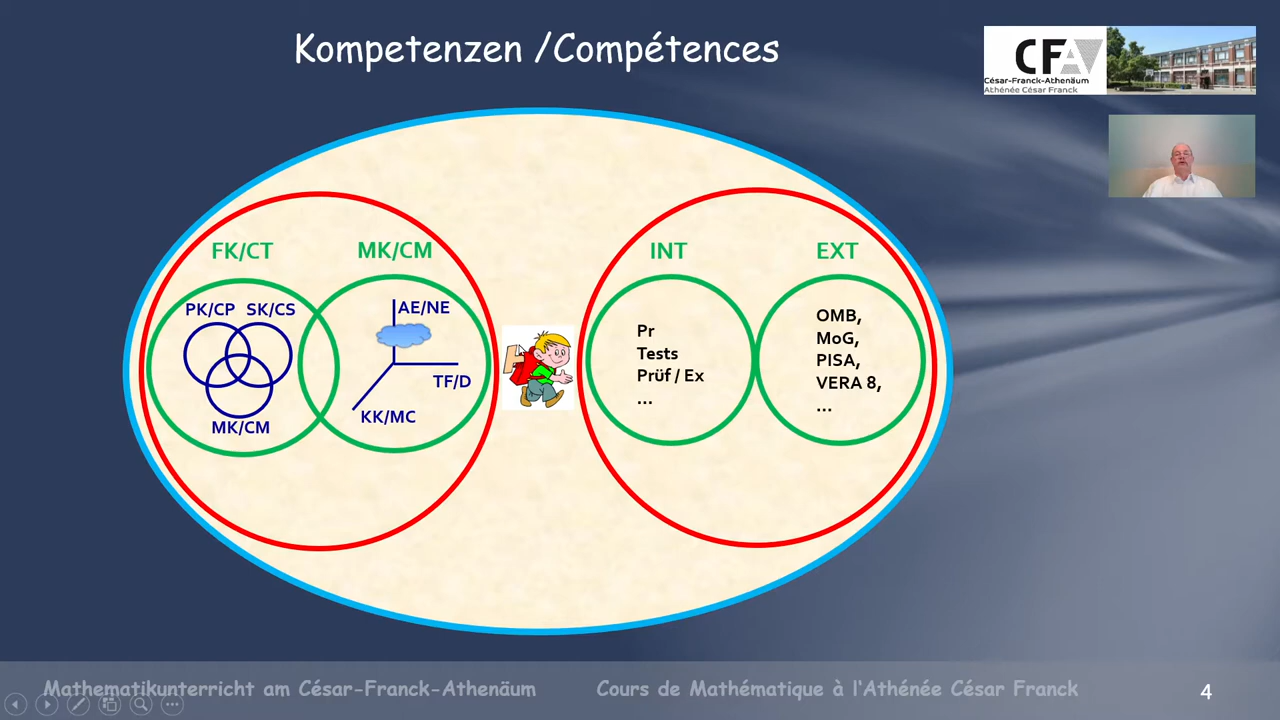 Kompetenzen /Compétences
CFA
César-Franck-Athenäum
Athénée César Franck
FK/CT
MK/CM
INT
EXT
PK/CP
SK/CS
MK/CM
AE/NE
TF/D
KK/MC
Pr
Tests
Prüf / Ex
...
OMB,
MoG,
PISA,
VERA 8,
...
Mathematikunterricht am César-Franck-Athenäum
Cours de Mathématique à l'Athénée César Franck
4